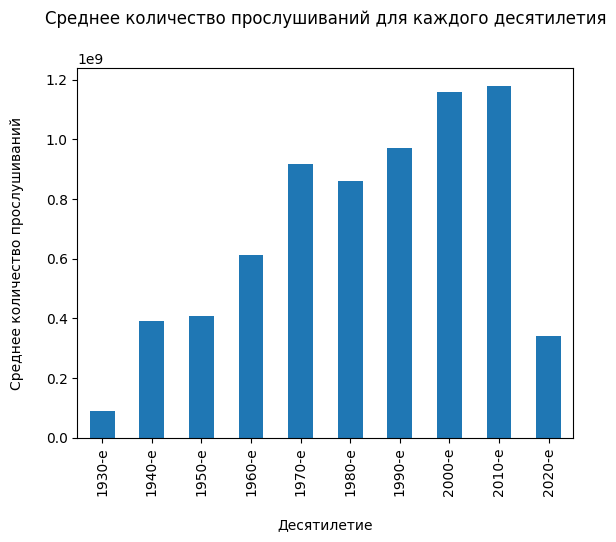 Среднее количество прослушиваний для каждого десятилетия
1e9
1.2
1.0
0.8
0.6
0.4
0.2
0.0
Среднее количество прослушиваний
1930-е
1940-е
1950-е
1960-е
1970-е
1980-е
1990-е
2000-е
2010-е
2020-е
Десятилетие